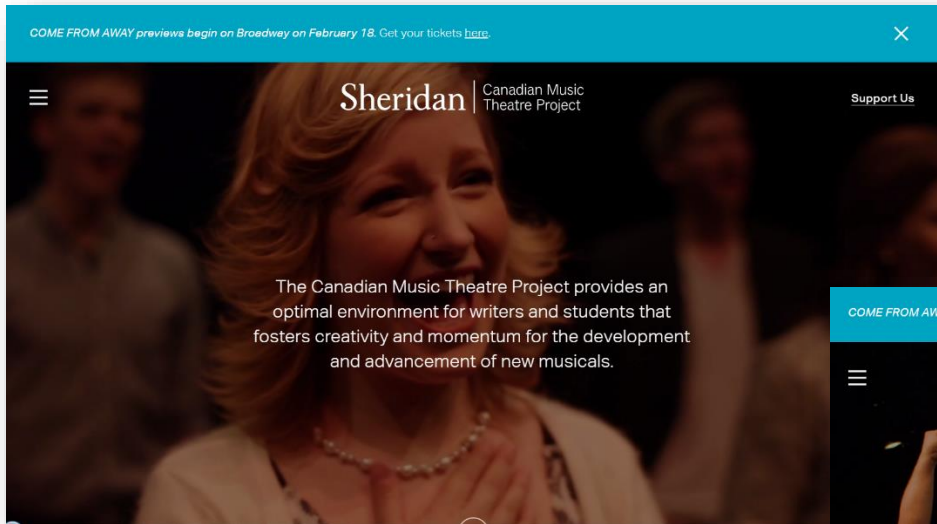 COME FROM AWAY previews begin on Broadway on February 18. Get your tickets here.
Sheridan
Canadian Music
Theatre Project
Support Us
The Canadian Music Theatre Project provides an
optimal environment for writers and students that
fosters creativity and momentum for the development
and advancement of new musicals.
COME FROM AW